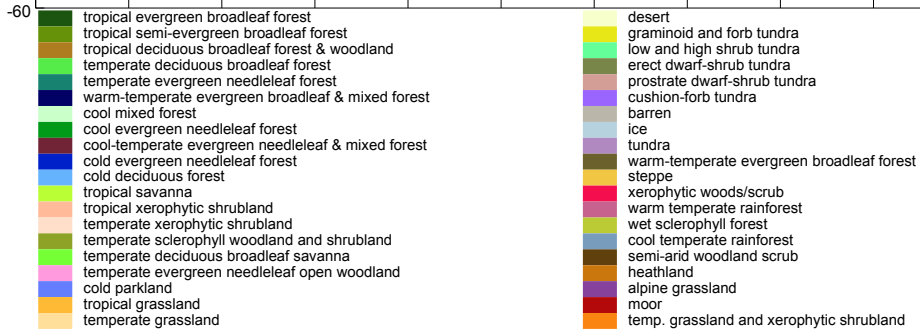 -60
tropical evergreen broadleaf forest
tropical semi-evergreen broadleaf forest
tropical deciduous broadleaf forest & woodland
temperate deciduous broadleaf forest
temperate evergreen needleleaf forest
warm-temperate evergreen broadleaf & mixed forest
cool mixed forest
cool evergreen needleleaf forest
cool-temperate evergreen needleleaf & mixed forest
cold evergreen needleleaf forest
cold deciduous forest
tropical savanna
tropical xerophytic shrubland
temperate xerophytic shrubland
temperate sclerophyll woodland and shrubland
temperate deciduous broadleaf savanna
temperate evergreen needleleaf open woodland
cold parkland
tropical grassland
temperate grassland
desert
graminoid and forb tundra
low and high shrub tundra
erect dwarf-shrub tundra
prostrate dwarf-shrub tundra
cushion-forb tundra
barren
ice
tundra
warm-temperate evergreen broadleaf forest
steppe
xerophytic woods/scrub
warm temperate rainforest
wet sclerophyll forest
cool temperate rainforest
semi-arid woodland scrub
heathland
alpine grassland
moor
temp. grassland and xerophytic shrubland